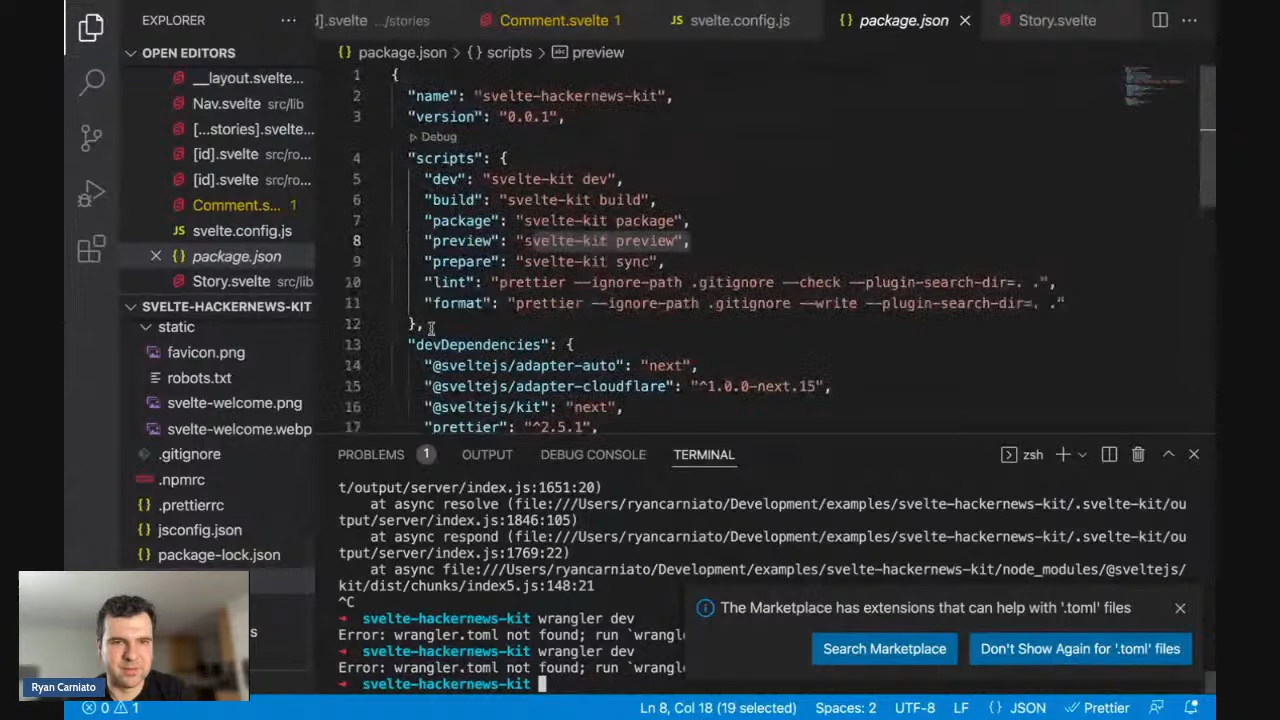 EXPLORER
OPEN EDITORS
__layout.svelte...
Nav.svelte src/lib
[...stories].svelte
[id].svelte src/ro
[id].svelte src/ro
Comment.s... 1
svelte.config.js
package.json
Story.svelte
SVELTE-HACKERNEWS-KIT
static
favicon.png
robots.txt
svelte-welcome.png
svelte-welcome.webp
.gitignore
.npmrc
.prettierrc
jsconfig.json
package-lock.json
].svelte .../stories
Comment.svelte 1
svelte.config.js
package.json
Story.svelte
package.json > {} scripts > preview
1 {
2 "name": "svelte-hackernews-kit",
3 "version": "0.0.1",
Debug
4 "scripts": {
5 "dev": "svelte-kit dev",
6 "build": "svelte-kit build",
7 "package": "svelte-kit package",
8 "preview": "svelte-kit preview",
9 "prepare": "svelte-kit sync",
10 "lint": "prettier --ignore-path .gitignore --check --plugin-search-dir=. .",
11 "format": "prettier --ignore-path .gitignore --write --plugin-search-dir=. ."
12 },
13 "devDependencies": {
14 "@sveltejs/adapter-auto": "next",
15 "@sveltejs/adapter-cloudflare": "^1.0.0-next.15",
16 "@sveltejs/kit": "next",
17 "prettier": "^2.5.1",
PROBLEMS 1 OUTPUT DEBUG CONSOLE TERMINAL
zsh
t/output/server/index.js:1651:20)
at async resolve (file:///Users/ryancarniato/Development/examples/svelte-hackernews-kit/.svelte-kit/ou
tput/server/index.js:1846:105)
at async respond (file:///Users/ryancarniato/Development/examples/svelte-hackernews-kit/.svelte-kit/ou
tput/server/index.js:1769:22)
at async file:///Users/ryancarniato/Development/examples/svelte-hackernews-kit/node_modules/@sveltejs/
kit/dist/chunks/index5.js:148:21
^C
→ svelte-hackernews-kit wrangler dev
Error: wrangler.toml not found; run `wrangl
→ svelte-hackernews-kit wrangler dev
Error: wrangler.toml not found; run `wrangl
→ svelte-hackernews-kit
The Marketplace has extensions that can help with '.toml' files
Search Marketplace
Don't Show Again for '.toml' files
Ryan Carniato
0 1
Ln 8, Col 18 (19 selected) Spaces: 2 UTF-8 LF {} JSON Prettier